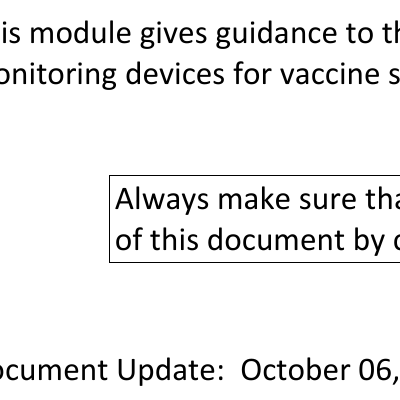 is module gives guidance to th
onitoring devices for vaccine s
Always make sure tha
of this document by c
ocument Update:  October 06,